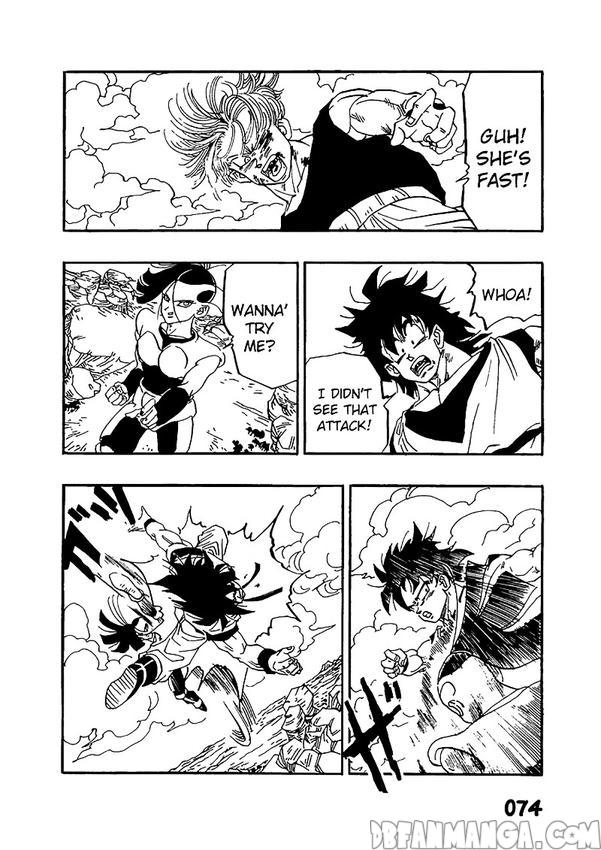 GUH!
SHE'S
FAST!
WHOA!
I DIDN'T
SEE THAT
ATTACK!
WANNA'
TRY
ME?
074
DBFANMANGA.COM